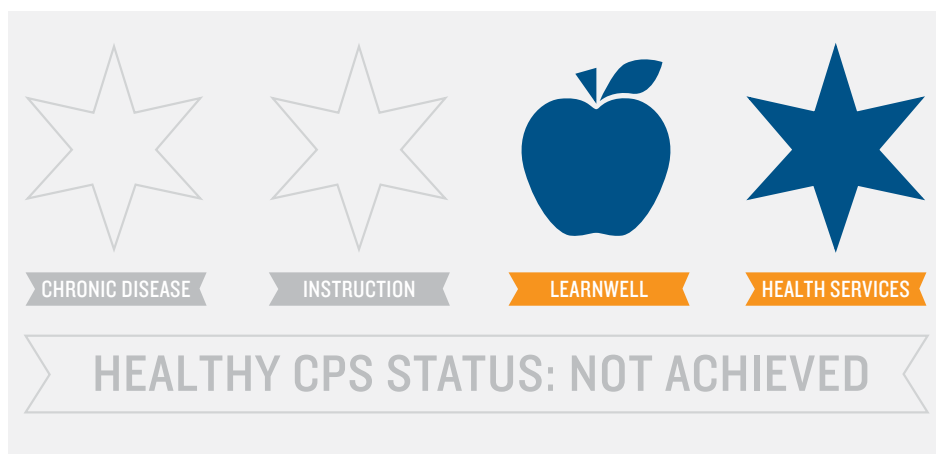 CHRONIC DISEASE
INSTRUCTION
LEARNWELL
HEALTH SERVICES
HEALTHY CPS STATUS: NOT ACHIEVED